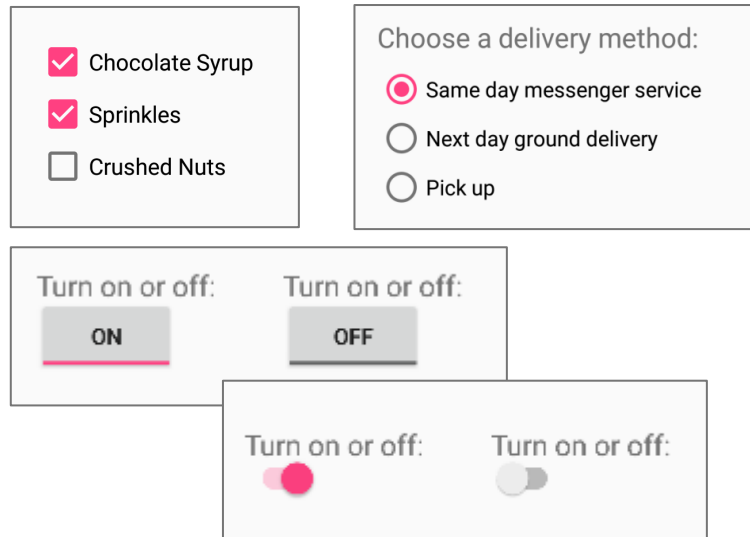 Chocolate Syrup
Sprinkles
Crushed Nuts
Choose a delivery method:
Same day messenger service
Next day ground delivery
Pick up
Turn on or off: Turn on or off:
ON OFF
Turn on or off: Turn on or off: